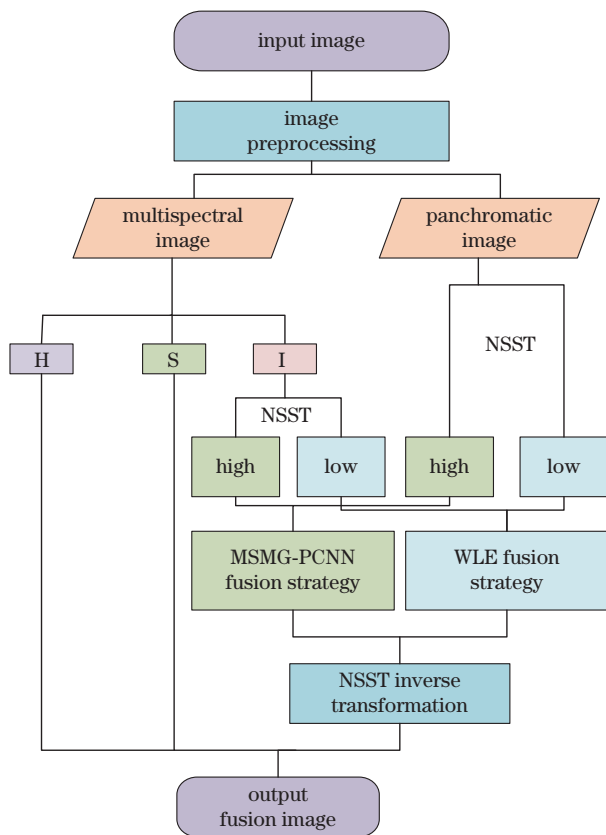 input image
image
preprocessing
multispectral
image
panchromatic
image
H
S
I
NSST
NSST
high
low
high
low
MSMG-PCNN
fusion strategy
WLE fusion
strategy
NSST inverse
transformation
output
fusion image